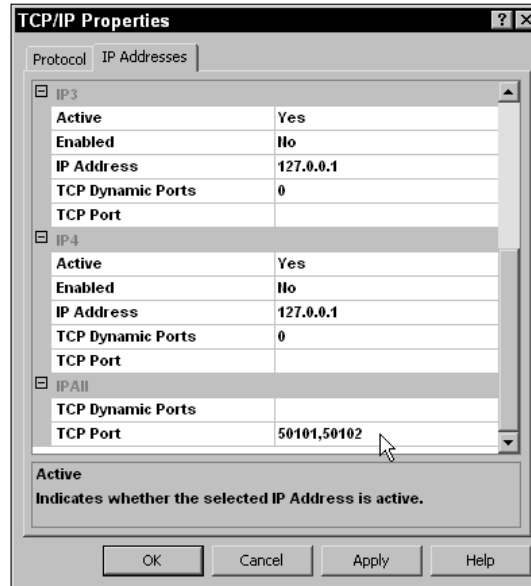 TCP/IP Properties
Protocol IP Addresses
IP3
Active Yes
Enabled No
IP Address 127.0.0.1
TCP Dynamic Ports 0
TCP Port
IP4
Active Yes
Enabled No
IP Address 127.0.0.1
TCP Dynamic Ports 0
TCP Port
IPAll
TCP Dynamic Ports
TCP Port 50101,50102
Active
Indicates whether the selected IP Address is active.
OK Cancel Apply Help